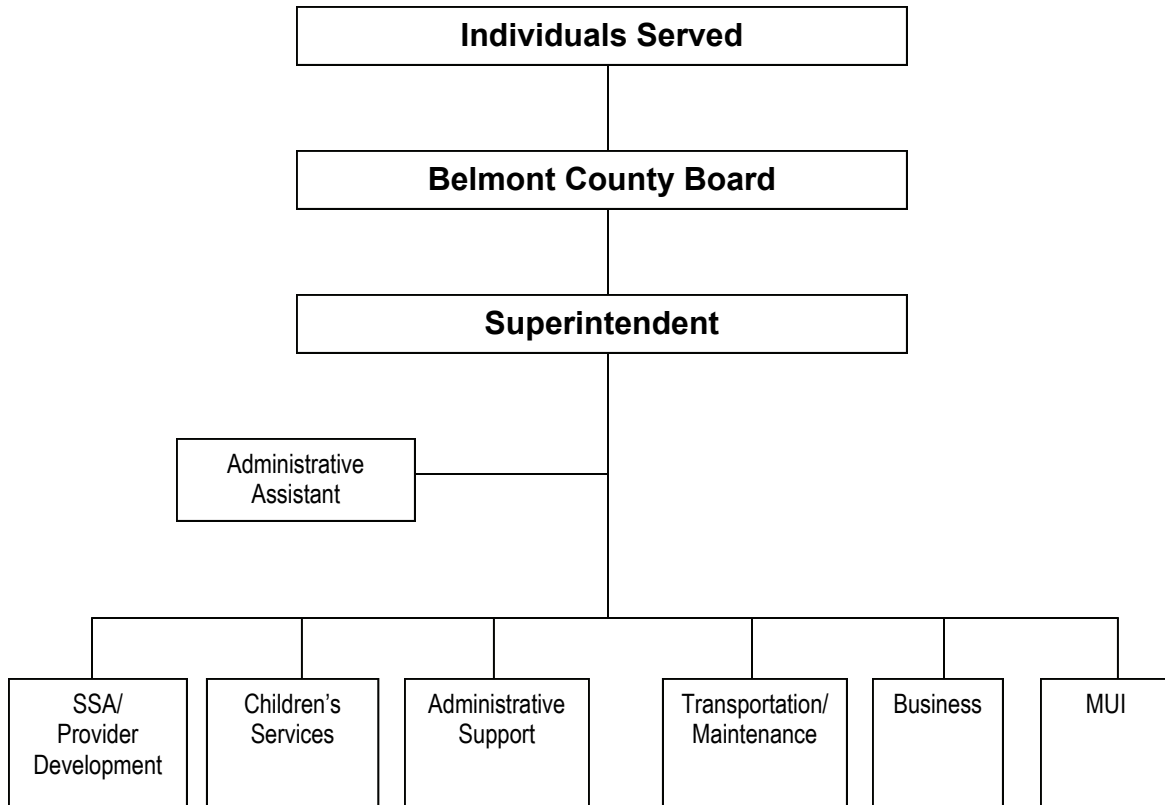 Individuals Served
Belmont County Board
Superintendent
Administrative
Assistant
SSA/
Provider
Development
Children's
Services
Administrative
Support
Transportation/
Maintenance
Business
MUI